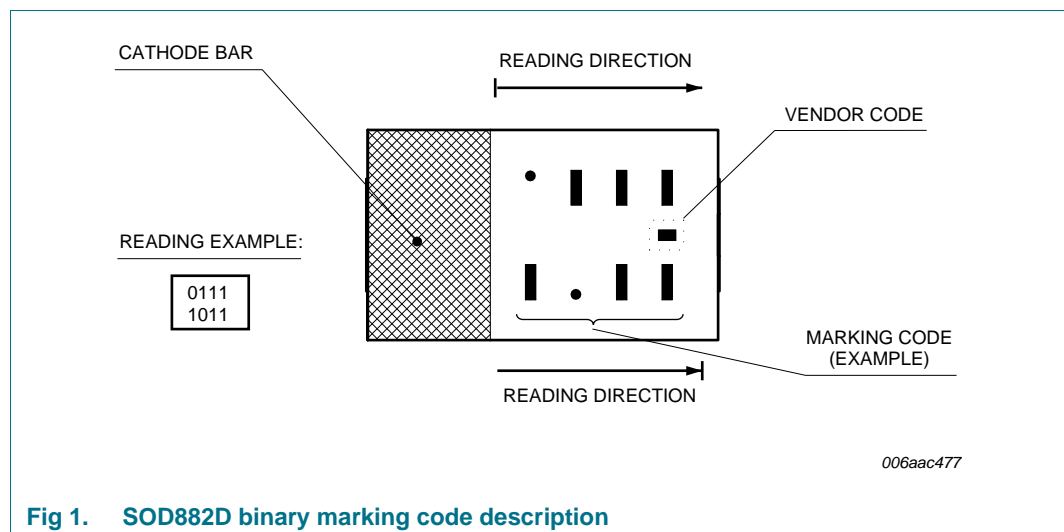 CATHODE BAR
READING DIRECTION
VENDOR CODE
READING EXAMPLE:
0111
1011
MARKING CODE
(EXAMPLE)
READING DIRECTION
006aac477
Fig 1. SOD882D binary marking code description